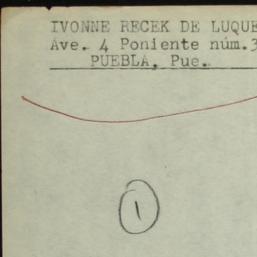 IVONNE RECEK DE LUQUE
Ave. 4 Poniente núm.3
PUEBLA, Pue.
1